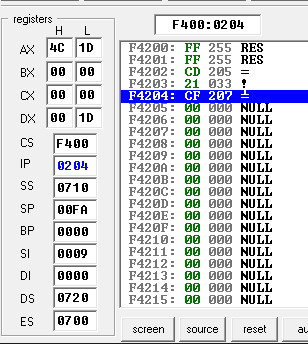 registers
H L
AX 4C 1D
BX 00 00
CX 00 00
DX 00 1D
CS F400
IP 0204
SS 0710
SP 00FA
BP 0000
SI 0009
DI 0000
DS 0720
ES 0700
F400:0204
F4200: FF 255 RES
F4201: FF 255 RES
F4202: CD 205 =
F4203: 21 033 !
F4204: CF 207 ╧
F4205: 00 000 NULL
F4206: 00 000 NULL
F4207: 00 000 NULL
F4208: 00 000 NULL
F4209: 00 000 NULL
F420A: 00 000 NULL
F420B: 00 000 NULL
F420C: 00 000 NULL
F420D: 00 000 NULL
F420E: 00 000 NULL
F420F: 00 000 NULL
F4210: 00 000 NULL
F4211: 00 000 NULL
F4212: 00 000 NULL
F4213: 00 000 NULL
F4214: 00 000 NULL
F4215: 00 000 NULL
screen source reset